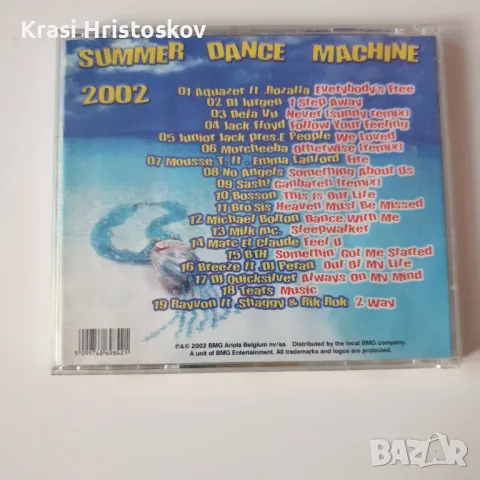 Krasi Hristoskov
SUMMER DANCE MACHINE
2002
01 Aquazer ft .Rozalla Everybody's Free
02 DJ Jurgen 1 Step Away
03 Deja Vu Never (sunny remix)
04 Jack Floyd Follow Your Feeling
05 Junior Jack pres.E People We Loved
06 Morcheeba Otherwise (remix)
07 Mousse T. ft . Emma Lanford Fire
08 No Angels Something About Us
09 Sash! Ganbareh (remix)
10 Bosson This Is Our Life
11 Bro'Sis Heaven Must Be Missed
12 Michael Bolton Dance With Me
13 Milk mc. Sleepwalker
14 Marc Et Claude Feel U
15 BTH Somethin' Got Me Started
16 Breeze ft .DJ Peran Out Of My Life
17 DJ Quicksilver Always On My Mind
18 Tears Music
19 Rayvon ft .Shaggy & Rik Rok 2 Way
℗&© 2002 BMG Ariola Belgium nv/sa. Distributed by the local BMG company.
A unit of BMG Entertainment. All trademarks and logos are protected.
BAZAR.BG